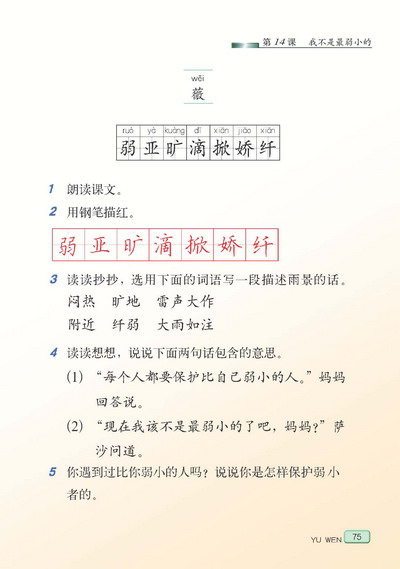 第14课 我不是最弱小的
wēi
薇
ruò yà kuàng dī xiān jiāo xiān
弱亚旷滴掀娇纤
1 朗读课文。
2 用钢笔描红。
弱亚旷滴掀娇纤
3 读读抄抄，选用下面的词语写一段描述雨景的话。
闷热 旷地 雷声大作
附近 纤弱 大雨如注
4 读读想想，说说下面两句话包含的意思。
(1) “每个人都要保护比自己弱小的人。”妈妈
回答说。
(2) “现在我该不是最弱小的了吧，妈妈？”萨
沙问道。
5 你遇到过比你弱小的人吗？说说你是怎样保护弱小
者的。
YU WEN 75